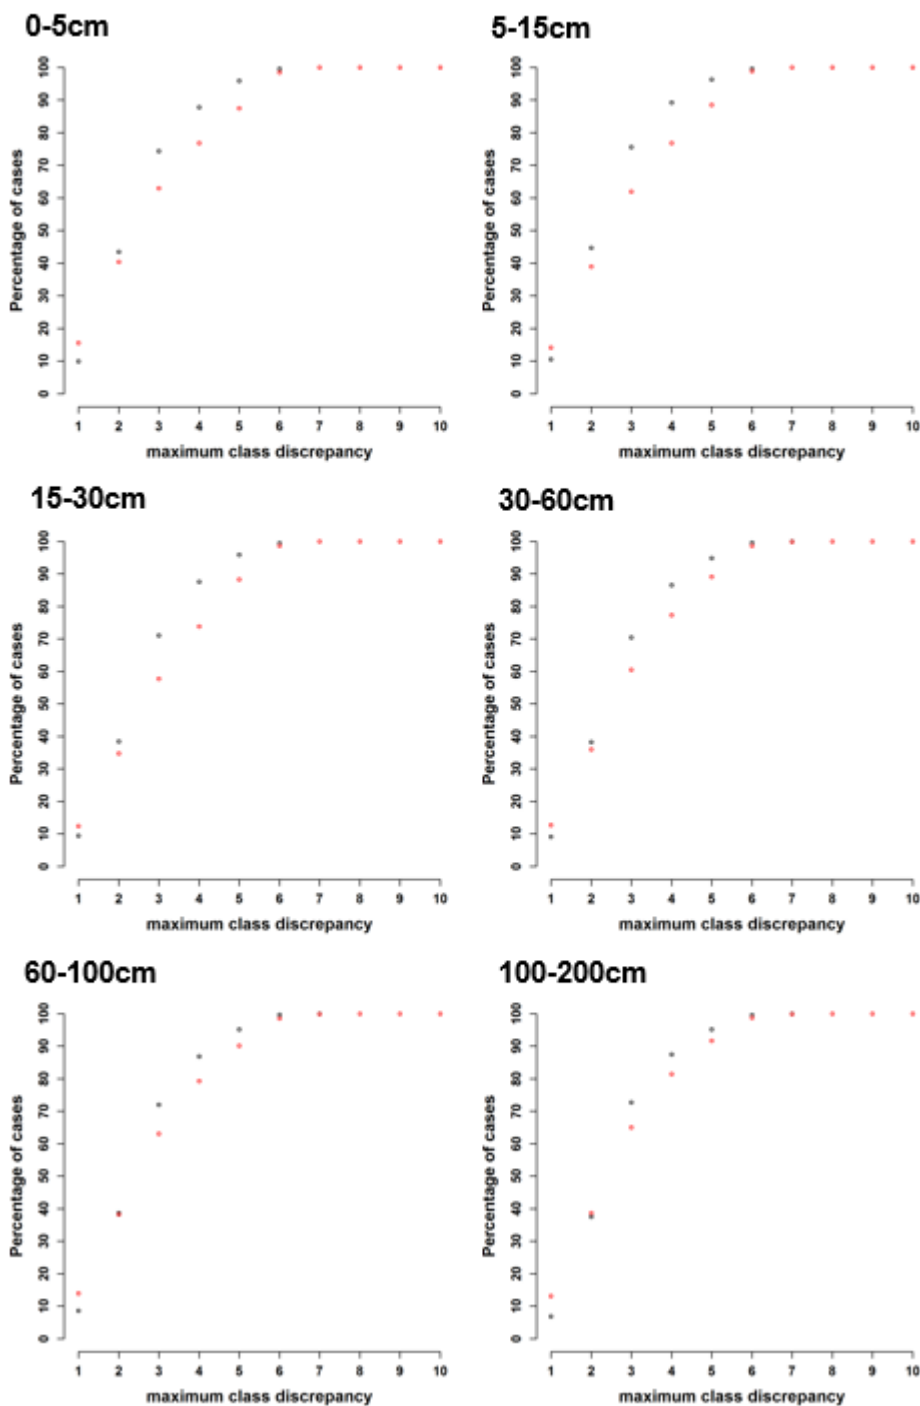 0-5cm
Percentage of cases
0 10 20 30 40 50 60 70 80 90 100
1 2 3 4 5 6 7 8 9 10
maximum class discrepancy
5-15cm
Percentage of cases
0 10 20 30 40 50 60 70 80 90 100
1 2 3 4 5 6 7 8 9 10
maximum class discrepancy
15-30cm
Percentage of cases
0 10 20 30 40 50 60 70 80 90 100
1 2 3 4 5 6 7 8 9 10
maximum class discrepancy
30-60cm
Percentage of cases
0 10 20 30 40 50 60 70 80 90 100
1 2 3 4 5 6 7 8 9 10
maximum class discrepancy
60-100cm
Percentage of cases
0 10 20 30 40 50 60 70 80 90 100
1 2 3 4 5 6 7 8 9 10
maximum class discrepancy
100-200cm
Percentage of cases
0 10 20 30 40 50 60 70 80 90 100
1 2 3 4 5 6 7 8 9 10
maximum class discrepancy